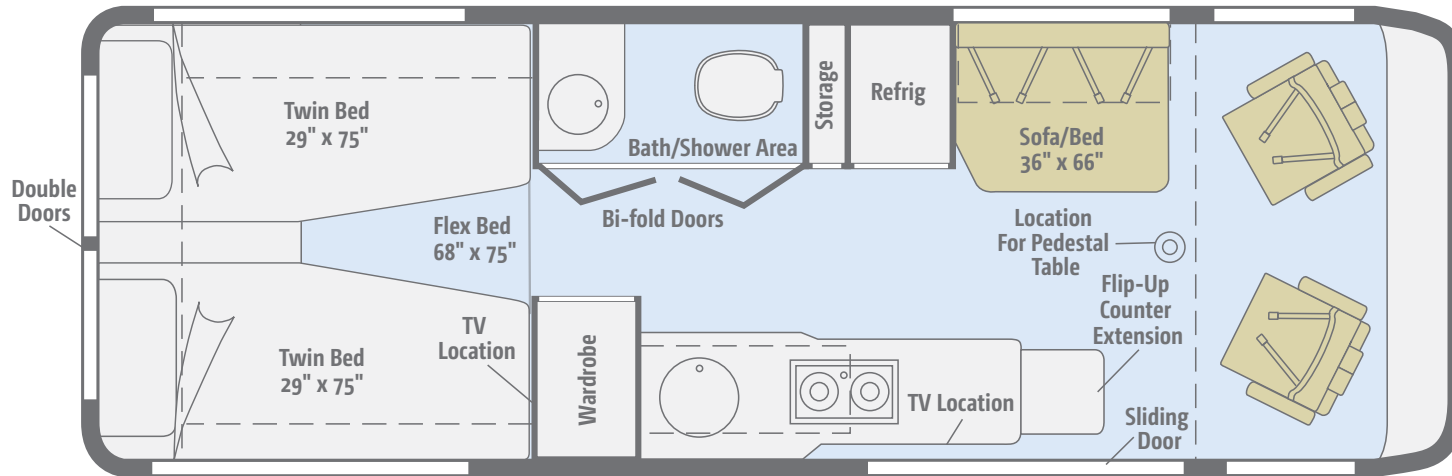 Twin Bed
29" x 75"
Double
Doors
Flex Bed
68" x 75"
Twin Bed
29" x 75"
TV
Location
Wardrobe
Bath/Shower Area
Bi-fold Doors
Storage
Refrig
Sofa/Bed
36" x 66"
Location
For Pedestal
Table
Flip-Up
Counter
Extension
TV Location
Sliding
Door